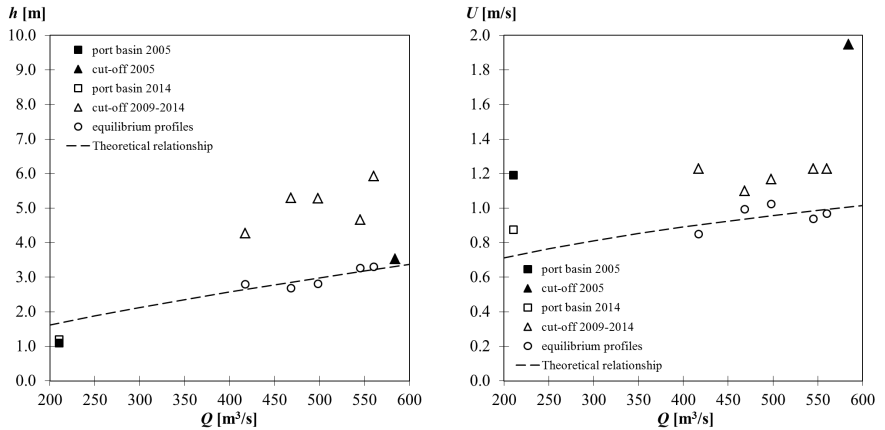 h [m]
10.0
9.0
8.0
7.0
6.0
5.0
4.0
3.0
2.0
1.0
0.0
port basin 2005
cut-off 2005
port basin 2014
cut-off 2009-2014
equilibrium profiles
Theoretical relationship
200 250 300 350 400 450 500 550 600
Q [m³/s]
U [m/s]
2.0
1.8
1.6
1.4
1.2
1.0
0.8
0.6
0.4
0.2
0.0
port basin 2005
cut-off 2005
port basin 2014
cut-off 2009-2014
equilibrium profiles
Theoretical relationship
200 250 300 350 400 450 500 550 600
Q [m³/s]